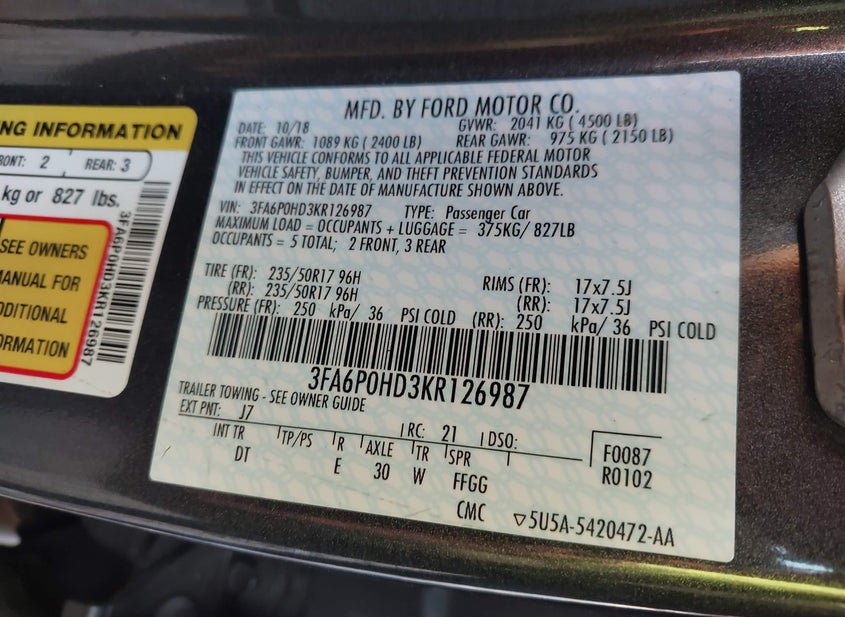 NG INFORMATION
RONT: 2 REAR: 3
kg or 827 lbs.
SEE OWNERS
MANUAL FOR
DDITIONAL
ORMATION
3FA6P0HD3KR126987
MFD. BY FORD MOTOR CO.
DATE: 10/18 GVWR: 2041 KG ( 4500 LB)
FRONT GAWR: 1089 KG ( 2400 LB) REAR GAWR: 975 KG ( 2150 LB)
THIS VEHICLE CONFORMS TO ALL APPLICABLE FEDERAL MOTOR
VEHICLE SAFETY, BUMPER, AND THEFT PREVENTION STANDARDS
IN EFFECT ON THE DATE OF MANUFACTURE SHOWN ABOVE.
VIN: 3FA6P0HD3KR126987 TYPE: Passenger Car
MAXIMUM LOAD = OCCUPANTS + LUGGAGE = 375KG/ 827LB
OCCUPANTS = 5 TOTAL; 2 FRONT, 3 REAR
TIRE (FR): 235/50R17 96H RIMS (FR): 17x7.5J
(RR): 235/50R17 96H (RR): 17x7.5J
PRESSURE (FR): 250 kPa/ 36 PSI COLD (RR): 250 kPa/ 36 PSI COLD
3FA6P0HD3KR126987
TRAILER TOWING - SEE OWNER GUIDE
EXT PNT: J7 RC: 21 DSO: F0087
INT TR TP/PS R AXLE TR SPR R0102
DT E 30 W FFGG
CMC ▽5U5A-5420472-AA